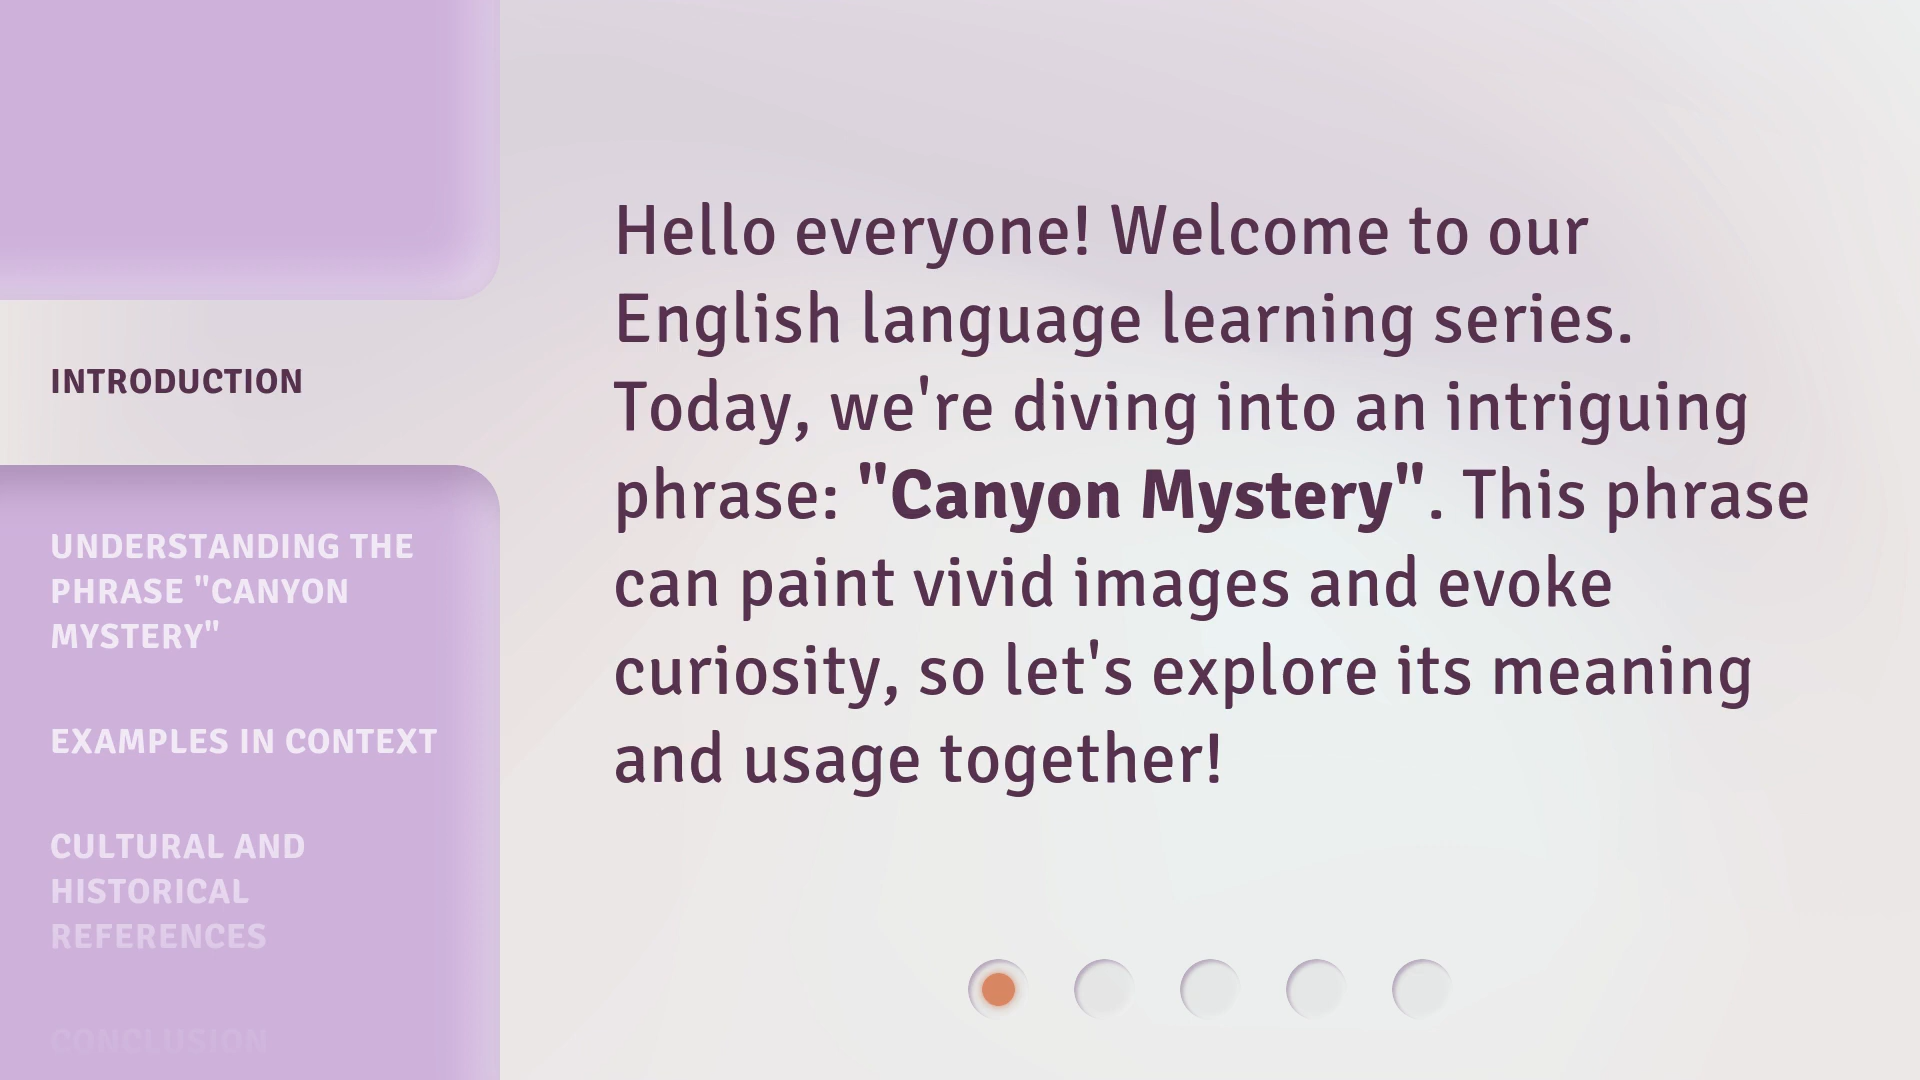 INTRODUCTION
UNDERSTANDING THE
PHRASE "CANYON
MYSTERY"
EXAMPLES IN CONTEXT
CULTURAL AND
HISTORICAL
REFERENCES
CONCLUSION
Hello everyone! Welcome to our
English language learning series.
Today, we're diving into an intriguing
phrase: "Canyon Mystery". This phrase
can paint vivid images and evoke
curiosity, so let's explore its meaning
and usage together!